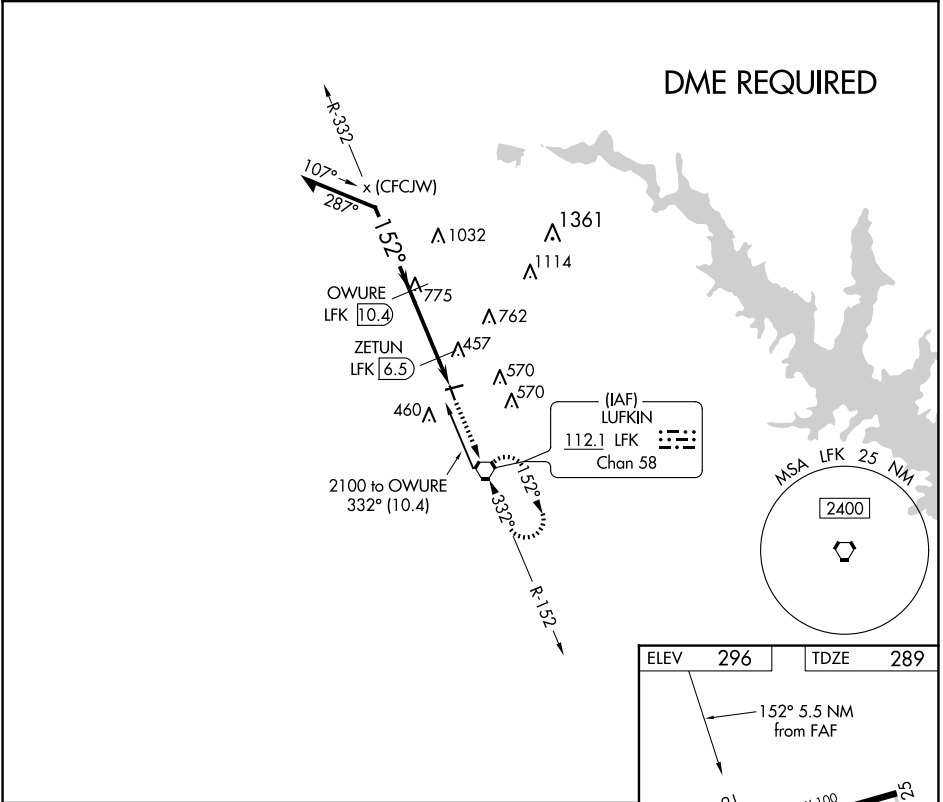 DME REQUIRED
R-332
107°
287°
(CFCJW)
152°
1032
1361
1114
OWURE
LFK 10.4
775
762
ZETUN
LFK 6.5
457
570
570
460
(IAF)
LUFKIN
112.1 LFK
Chan 58
2100 to OWURE
332° (10.4)
152°
332°
R-152
MSA LFK 25 NM
2400
ELEV 296
TDZE 289
152° 5.5 NM
from FAF
100
25